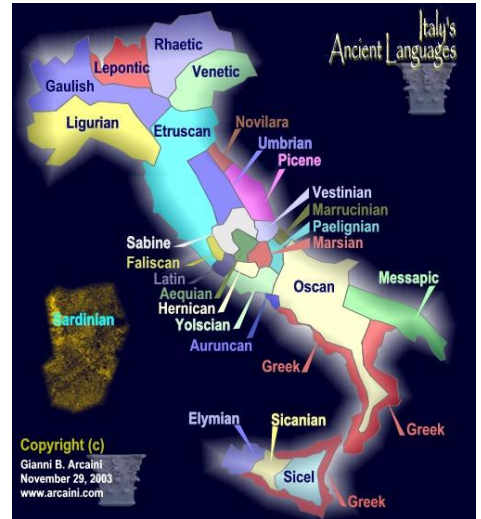 Italy's
Ancient Languages
Rhaetic
Lepontic
Venetic
Gaulish
Ligurian
Etruscan
Novilara
Umbrian
Picene
Vestinian
Marrucinian
Paelignian
Marsian
Sabine
Faliscan
Latin
Aequian
Hernican
Yolscian
Auruncan
Oscan
Messapic
Sardinian
Greek
Greek
Elymian
Sicanian
Sicel
Greek
Copyright (c)
Gianni B. Arcaini
November 29, 2003
www.arcaini.com